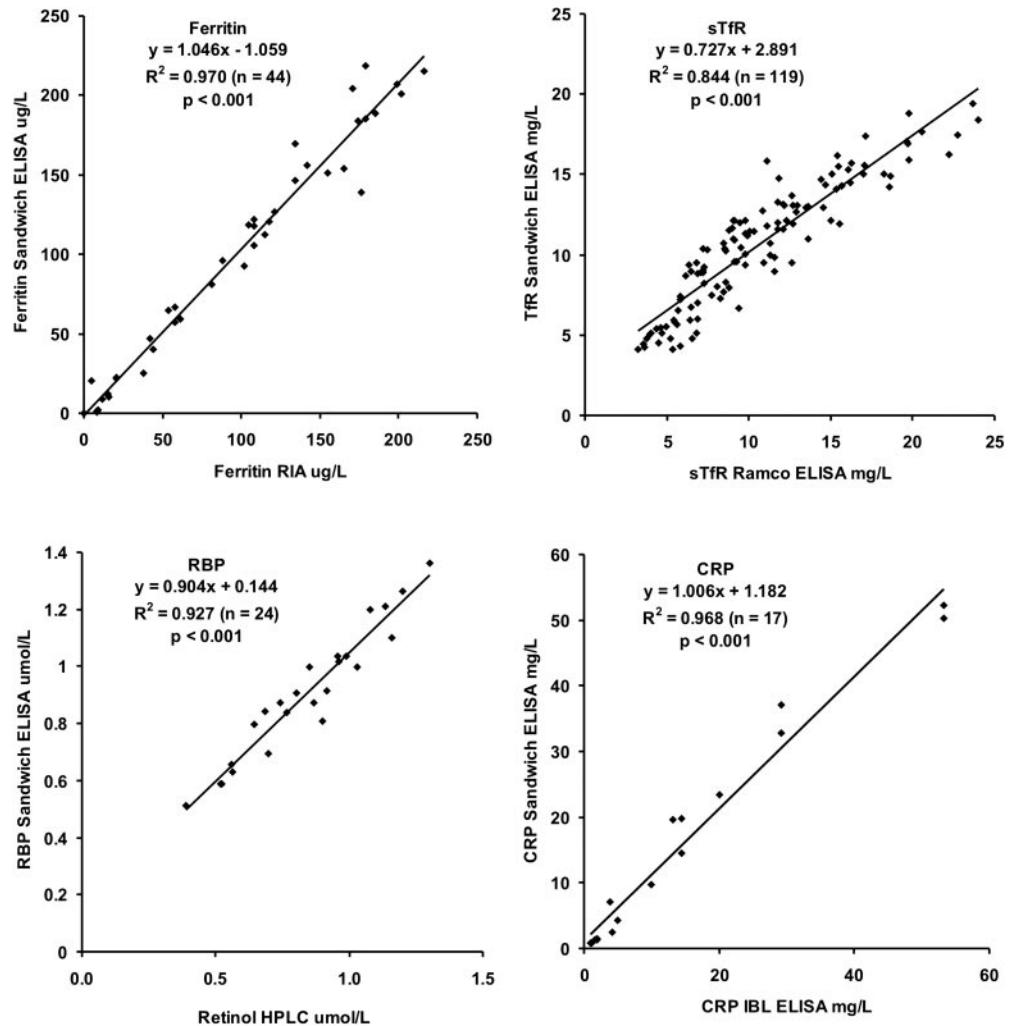 Ferritin
y = 1.046x - 1.059
R² = 0.970 (n = 44)
p < 0.001
250
200
150
100
50
0
0 50 100 150 200 250
Ferritin Sandwich ELISA ug/L
Ferritin RIA ug/L
sTfR
y = 0.727x + 2.891
R² = 0.844 (n = 119)
p < 0.001
25
20
15
10
5
0
0 5 10 15 20 25
TfR Sandwich ELISA mg/L
sTfR Ramco ELISA mg/L
RBP
y = 0.904x + 0.144
R² = 0.927 (n = 24)
p < 0.001
1.4
1.2
1
0.8
0.6
0.4
0.2
0
0.0 0.5 1.0 1.5
RBP Sandwich ELISA umol/L
Retinol HPLC umol/L
CRP
y = 1.006x + 1.182
R² = 0.968 (n = 17)
p < 0.001
60
50
40
30
20
10
0
0 20 40 60
CRP Sandwich ELISA mg/L
CRP IBL ELISA mg/L